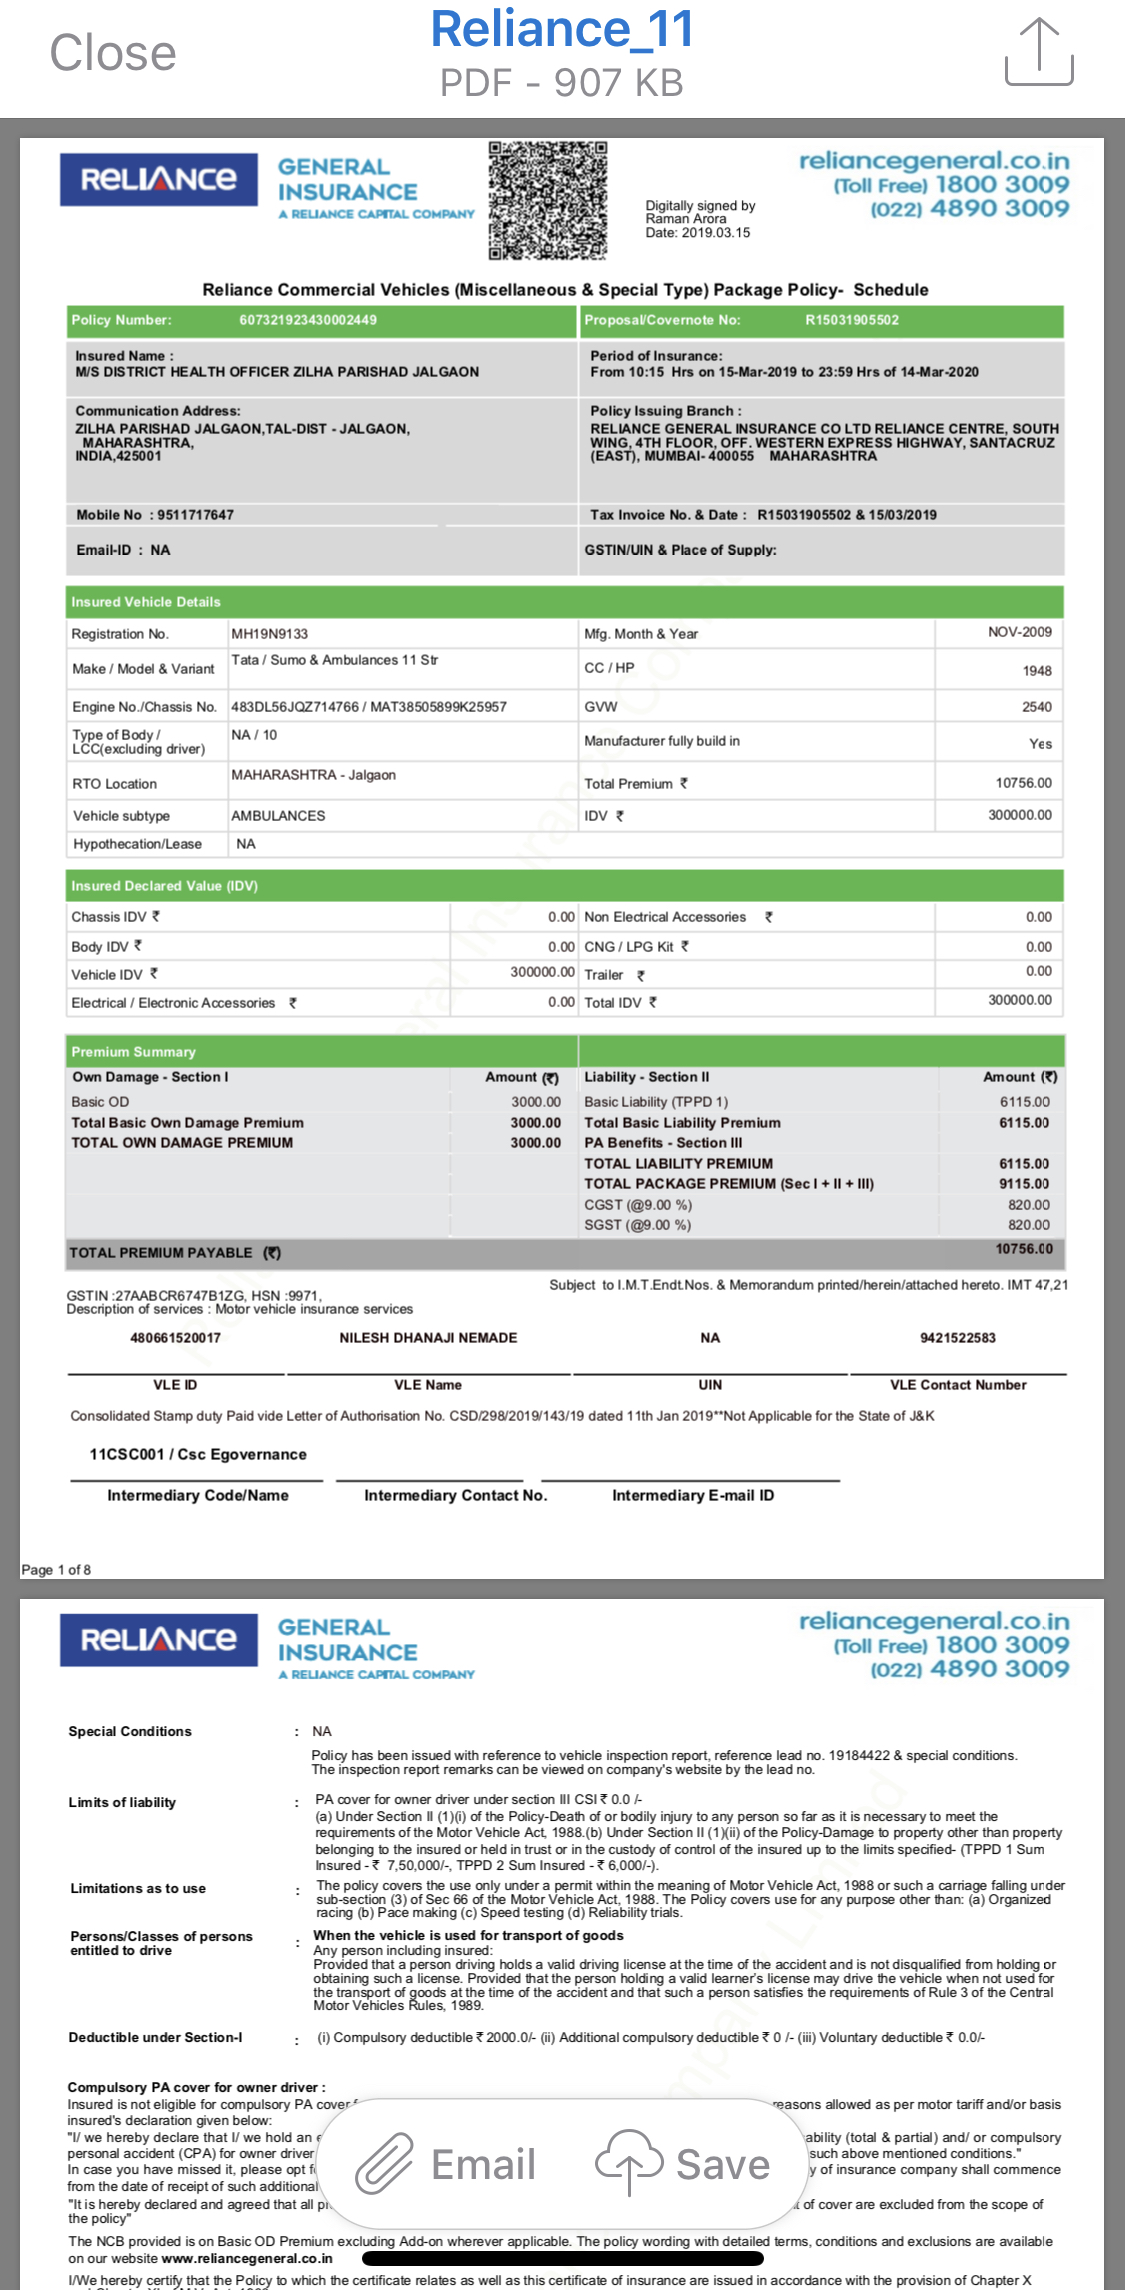 Close
Reliance_11
PDF - 907 KB
RELIANCE
GENERAL
INSURANCE
A RELIANCE CAPITAL COMPANY
Digitally signed by
Raman Arora
Date: 2019.03.15
reliancegeneral.co.in
(Toll Free) 1800 3009
(022) 4890 3009
Reliance Commercial Vehicles (Miscellaneous & Special Type) Package Policy- Schedule
Policy Number: 607321923430002449 Proposal/Covernote No: R15031905502
Insured Name :
M/S DISTRICT HEALTH OFFICER ZILHA PARISHAD JALGAON
Period of Insurance:
From 10:15 Hrs on 15-Mar-2019 to 23:59 Hrs of 14-Mar-2020
Communication Address:
ZILHA PARISHAD JALGAON,TAL-DIST - JALGAON,
MAHARASHTRA,
INDIA,425001
Policy Issuing Branch :
RELIANCE GENERAL INSURANCE CO LTD RELIANCE CENTRE, SOUTH
WING, 4TH FLOOR, OFF. WESTERN EXPRESS HIGHWAY, SANTACRUZ
(EAST), MUMBAI- 400055 MAHARASHTRA
Mobile No : 9511717647 Tax Invoice No. & Date : R15031905502 & 15/03/2019
Email-ID : NA GSTIN/UIN & Place of Supply:
Insured Vehicle Details
Registration No. MH19N9133 Mfg. Month & Year NOV-2009
Make / Model & Variant Tata / Sumo & Ambulances 11 Str CC / HP 1948
Engine No./Chassis No. 483DL56JQZ714766 / MAT38505899K25957 GVW 2540
Type of Body /
LCC(excluding driver) NA / 10 Manufacturer fully build in Yes
RTO Location MAHARASHTRA - Jalgaon Total Premium ₹ 10756.00
Vehicle subtype AMBULANCES IDV ₹ 300000.00
Hypothecation/Lease NA
Insured Declared Value (IDV)
Chassis IDV ₹ 0.00 Non Electrical Accessories ₹ 0.00
Body IDV ₹ 0.00 CNG / LPG Kit ₹ 0.00
Vehicle IDV ₹ 300000.00 Trailer ₹ 0.00
Electrical / Electronic Accessories ₹ 0.00 Total IDV ₹ 300000.00
Premium Summary
Own Damage - Section I Amount (₹) Liability - Section II Amount (₹)
Basic OD 3000.00 Basic Liability (TPPD 1) 6115.00
Total Basic Own Damage Premium 3000.00 Total Basic Liability Premium 6115.00
TOTAL OWN DAMAGE PREMIUM 3000.00 PA Benefits - Section III
TOTAL LIABILITY PREMIUM 6115.00
TOTAL PACKAGE PREMIUM (Sec I + II + III) 9115.00
CGST (@9.00 %) 820.00
SGST (@9.00 %) 820.00
TOTAL PREMIUM PAYABLE (₹) 10756.00
Subject to I.M.T.Endt.Nos. & Memorandum printed/herein/attached hereto. IMT 47,21
GSTIN :27AABCR6747B1ZG, HSN :9971,
Description of services : Motor vehicle insurance services
480661520017 NILESH DHANAJI NEMADE NA 9421522583
VLE ID VLE Name UIN VLE Contact Number
Consolidated Stamp duty Paid vide Letter of Authorisation No. CSD/298/2019/143/19 dated 11th Jan 2019**Not Applicable for the State of J&K
11CSC001 / Csc Egovernance
Intermediary Code/Name Intermediary Contact No. Intermediary E-mail ID
Page 1 of 8
RELIANCE
GENERAL
INSURANCE
A RELIANCE CAPITAL COMPANY
reliancegeneral.co.in
(Toll Free) 1800 3009
(022) 4890 3009
Special Conditions : NA
Policy has been issued with reference to vehicle inspection report, reference lead no. 19184422 & special conditions.
The inspection report remarks can be viewed on company's website by the lead no.
Limits of liability : PA cover for owner driver under section III CSI ₹ 0.0 /-
(a) Under Section II (1)(i) of the Policy-Death of or bodily injury to any person so far as it is necessary to meet the
requirements of the Motor Vehicle Act, 1988.(b) Under Section II (1)(ii) of the Policy-Damage to property other than property
belonging to the insured or held in trust or in the custody of control of the insured up to the limits specified- (TPPD 1 Sum
Insured - ₹ 7,50,000/-, TPPD 2 Sum Insured - ₹ 6,000/-).
Limitations as to use : The policy covers the use only under a permit within the meaning of Motor Vehicle Act, 1988 or such a carriage falling under
sub-section (3) of Sec 66 of the Motor Vehicle Act, 1988. The Policy covers use for any purpose other than: (a) Organized
racing (b) Pace making (c) Speed testing (d) Reliability trials.
Persons/Classes of persons
entitled to drive : When the vehicle is used for transport of goods
Any person including insured:
Provided that a person driving holds a valid driving license at the time of the accident and is not disqualified from holding or
obtaining such a license. Provided that the person holding a valid learner's license may drive the vehicle when not used for
the transport of goods at the time of the accident and that such a person satisfies the requirements of Rule 3 of the Central
Motor Vehicles Rules, 1989.
Deductible under Section-I : (i) Compulsory deductible ₹ 2000.0/- (ii) Additional compulsory deductible ₹ 0 /- (iii) Voluntary deductible ₹ 0.0/-
Compulsory PA cover for owner driver :
Insured is not eligible for compulsory PA cover reasons allowed as per motor tariff and/or basis
insured's declaration given below:
"I/ we hereby declare that I/ we hold an (total & partial) and/ or compulsory
personal accident (CPA) for owner driver such above mentioned conditions."
In case you have missed it, please opt of insurance company shall commence
from the date of receipt of such additional
"It is hereby declared and agreed that all of cover are excluded from the scope of
the policy"
Email Save
The NCB provided is on Basic OD Premium excluding Add-on wherever applicable. The policy wording with detailed terms, conditions and exclusions are available
on our website www.reliancegeneral.co.in
I/We hereby certify that the Policy to which the certificate relates as well as this certificate of insurance are issued in accordance with the provision of Chapter X